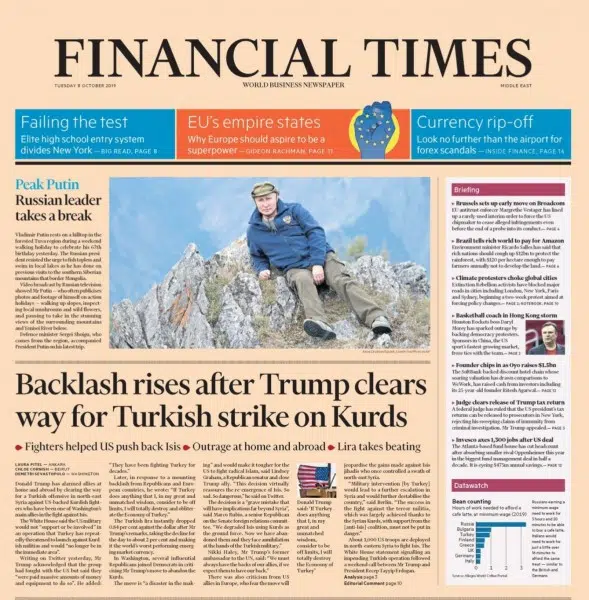 FINANCIAL TIMES
TUESDAY 8 OCTOBER 2019
WORLD BUSINESS NEWSPAPER
MIDDLE EAST
Failing the test
Elite high school entry system
divides New York — BIG READ, PAGE 8
EU's empire states
Why Europe should aspire to be a
superpower — GIDEON RACHMAN, PAGE 11
Currency rip-off
Look no further than the airport for
forex scandals — INSIDE FINANCE, PAGE 14
Peak Putin
Russian leader
takes a break
Vladimir Putin rests on a hilltop in the
forested Tuva region during a weekend
walking holiday to celebrate his 67th
birthday yesterday. The Russian presi-
dent visited the
swim in local lakes as he has done on
previous visits to the southern Siberian
mountains that border Mongolia.
Video broadcast by Russian television
showed Mr Putin — who often publicises
photos and footage of himself on action
holidays — walking up slopes, inspect-
ing local mushrooms and wild flowers,
and pausing to take in the stunning
views of the surrounding mountains
and Yenisei River below.
Defence minister Sergei Shoigu, who
comes from the region, accompanied
President Putin on his latest trip.
Backlash rises after Trump clears
way for Turkish strike on Kurds
Fighters helped US push back Isis
Outrage at home and abroad
Lira takes beating
LAURA PITEL — ANKARA
CHLOE CORNISH — BEIRUT
DEMETRI SEVASTOPULO — WASHINGTON
Donald Trump has alarmed allies at
home and abroad by clearing the way
for a Turkish offensive in north-east
Syria against US-backed Kurdish fight-
ers who have been one of Washington's
main allies in the fight against Isis.
The White House said the US military
would not "support or be involved" in
an operation that Turkey has repeat-
edly threatened to launch against Kurd-
ish militias and would "no longer be in
the immediate area".
Writing on Twitter yesterday, Mr
Trump acknowledged that the group
had fought with the US but said they
"were paid massive amounts of money
and equipment to do so". He added:
"They have been fighting Turkey for
decades."
Later, in response to a mounting
backlash from Republican and Euro-
pean allies, he wrote: "If Turkey
does anything that I, in my great and
unmatched wisdom, consider to be off
limits, I will totally destroy and obliter-
ate the Economy of Turkey."
The Turkish lira instantly dropped
0.84 per cent against the dollar after Mr
Trump's remarks, taking the decline for
the day to about 2 per cent and making
it the world's worst performing emerg-
ing market currency.
In Washington, several influential
Republicans joined Democrats in criti-
cising Mr Trump's move to abandon the
Kurds.
The move is "a disaster in the mak-
ing" and would make it tougher for the
US to fight radical Islam, said Lindsey
Graham, a Republican senator and close
Trump ally. "This decision virtually
guarantees the re-emergence of Isis. So
sad. So dangerous," he said on Twitter.
The decision is a "grave mistake that
will have implications far beyond Syria",
said Marco Rubio, a senior Republican
on the Senate foreign relations commit-
tee. "We degraded Isis using Kurds as
the ground force. Now we have aban-
doned them and they face annihilation
at the hands of the Turkish military."
Nikki Haley, Mr Trump's former
ambassador to the UN, said: "We must
always have the backs of our allies, if we
expect them to have our back."
There was also criticism from US
allies in Europe, who fear the move will
Donald Trump
said: 'If Turkey
does anything
that I, in my
great and
unmatched
wisdom,
consider to be
off limits, I will
totally destroy
the Economy
of Turkey'
jeopardise the gains made against Isis
jihadis who once controlled a swath of
north-east Syria.
"Military intervention [by Turkey]
would lead to a further escalation in
Syria and would further destabilise the
country," said Berlin. "The success in
the fight against the terror militia,
which was largely achieved thanks to
the Syrian Kurds, with support from the
[anti-Isis] coalition, must not be put in
danger."
About 1,000 US troops are deployed
in north-eastern Syria to fight Isis. The
White House statement signalling an
impending Turkish operation followed
a weekend call between Mr Trump and
President Recep Tayyip Erdogan.
Analysis page 3
Editorial Comment page 10
Briefing
Brussels sets up early move on Broadcom
EU antitrust enforcer Margrethe Vestager has lined
up a rarely used interim order to force the US
chipmaker to cease alleged infringements even
before the end of a probe into its conduct.— PAGE 4
Brazil tells rich world to pay for Amazon
Environment minister Ricardo Salles has said that
rich nations should cough up $12bn to protect the
rainforest, with $120 per hectare enough to pay
farmers annually not to develop the land.— PAGE 4
Climate protesters choke global cities
Extinction Rebellion activists have blocked major
roads in cities including London, New York, Paris
and Sydney, beginning a two-week protest aimed at
forcing policy changes.— PAGE 2; NOTEBOOK, PAGE 10
Basketball coach in Hong Kong storm
Houston Rockets boss Daryl
Morey has sparked outrage by
backing democracy protesters.
Sponsors in China, the US
sport's fastest-growing market,
froze ties with the team.— PAGE 3
Founder chips in as Oyo raises $1.5bn
The SoftBank-backed discount hotel chain whose
soaring valuation has drawn comparisons to
WeWork, has raised cash from investors including
its 25-year-old founder Ritesh Agarwal.— PAGE 12
Judge clears release of Trump tax return
A federal judge has ruled that the US president's tax
returns can be released to prosecutors in New York,
rejecting his sweeping claims of immunity from
criminal investigation. Mr Trump appealed.— PAGE 2
Invesco axes 1,300 jobs after US deal
The Atlanta-based fund house has cut headcount
after absorbing smaller rival Oppenheimer this year
in the biggest fund management deal in half a
decade. It is eyeing $475m annual savings.— PAGE 11
Datawatch
Bean counting
Hours of work needed to afford a
cafe latte, at minimum wage (2019)
Russia
Bulgaria
Turkey
Poland
Greece
US
Germany
Italy
0 1 2 3
Russians earning a
minimum wage
need to work for
3 hours and 10
minutes to be able
to buy a cafe latte.
Italians would
need to work for
just a little over
14 minutes to
afford the same
treat — similar to
the British and
Germans